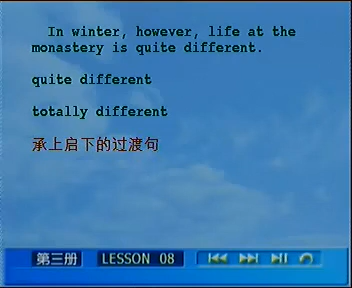 In winter, however, life at the
monastery is quite different.
quite different
totally different
承上启下的过渡句
第三册 LESSON 08